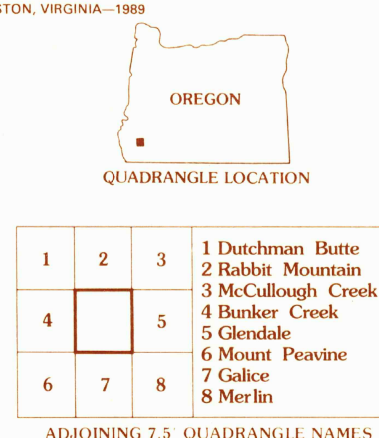 STON, VIRGINIA—1989
OREGON
QUADRANGLE LOCATION
1 2 3
4 5
6 7 8
1 Dutchman Butte
2 Rabbit Mountain
3 McCullough Creek
4 Bunker Creek
5 Glendale
6 Mount Peavine
7 Galice
8 Merlin
ADJOINING 7.5′ QUADRANGLE NAMES